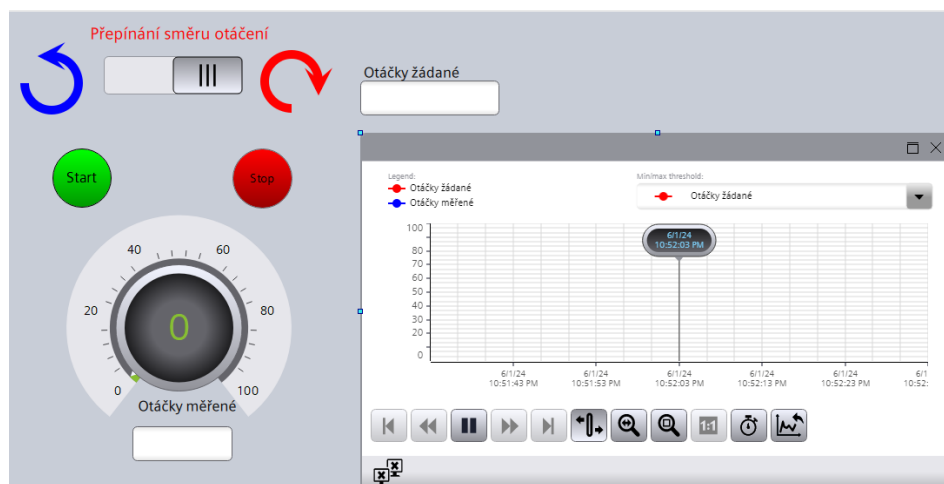 Přepínání směru otáčení
Otáčky žádané
Start
Stop
Legend:
Otáčky žádané
Otáčky měřené
Min/max threshold:
Otáčky žádané
100
80
70
60
50
40
30
20
0
6/1/24
10:52:03 PM
6/1/24
10:51:43 PM
6/1/24
10:51:53 PM
6/1/24
10:52:03 PM
6/1/24
10:52:13 PM
6/1/24
10:52:23 PM
6/1
10:52:
0
20
40
60
80
100
0
Otáčky měřené
1:1